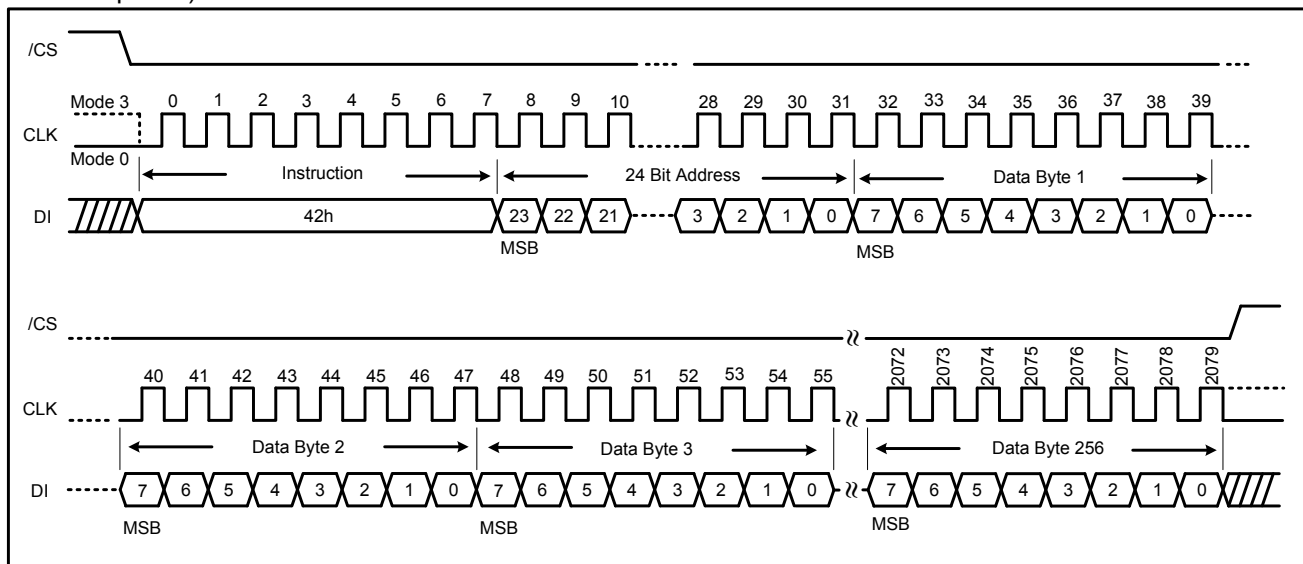 /CS
Mode 3 0 1 2 3 4 5 6 7 8 9 10 28 29 30 31 32 33 34 35 36 37 38 39
CLK
Mode 0
Instruction 24 Bit Address Data Byte 1
DI 42h 23 22 21 3 2 1 0 7 6 5 4 3 2 1 0
MSB MSB
/CS
40 41 42 43 44 45 46 47 48 49 50 51 52 53 54 55 2072 2073 2074 2075 2076 2077 2078 2079
CLK
Data Byte 2 Data Byte 3 Data Byte 256
DI 7 6 5 4 3 2 1 0 7 6 5 4 3 2 1 0 7 6 5 4 3 2 1 0
MSB MSB MSB